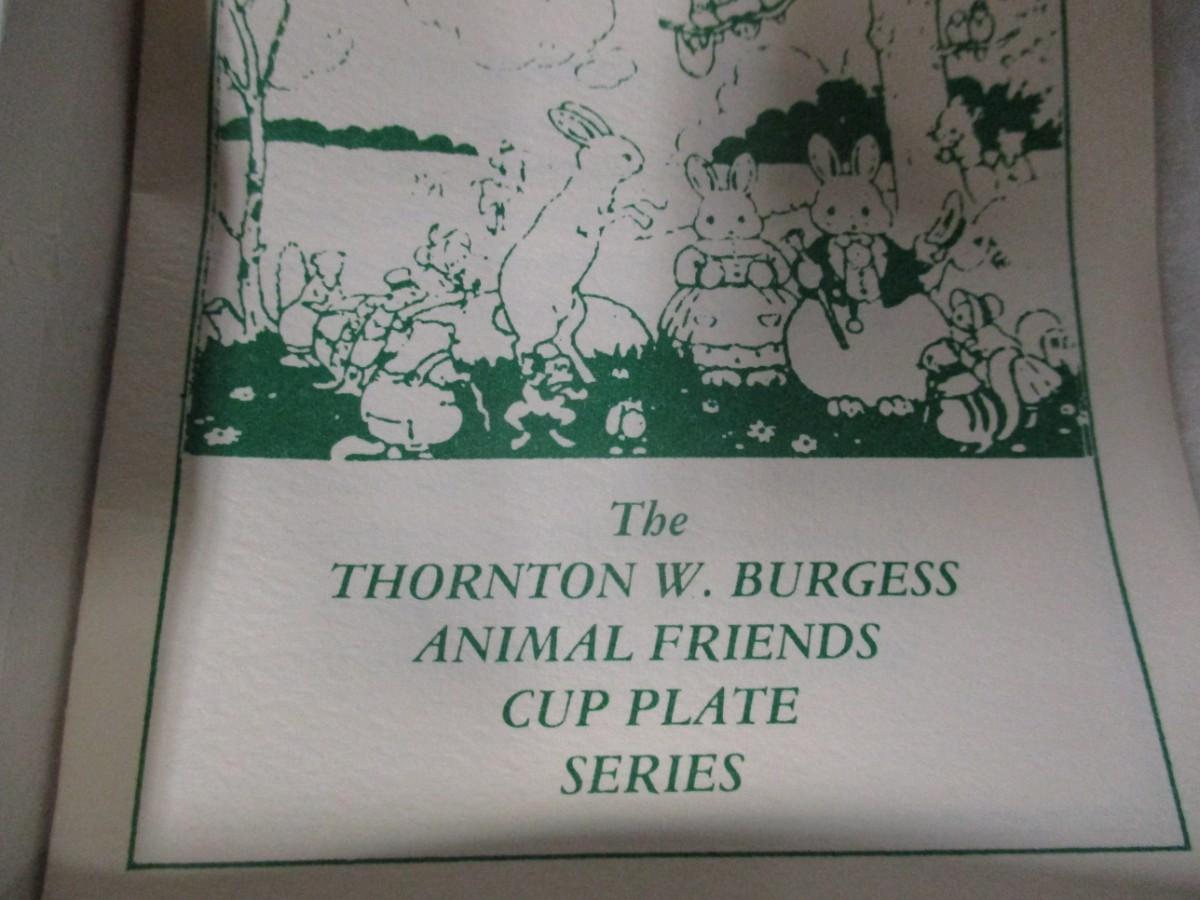 The
THORNTON W. BURGESS
ANIMAL FRIENDS
CUP PLATE
SERIES